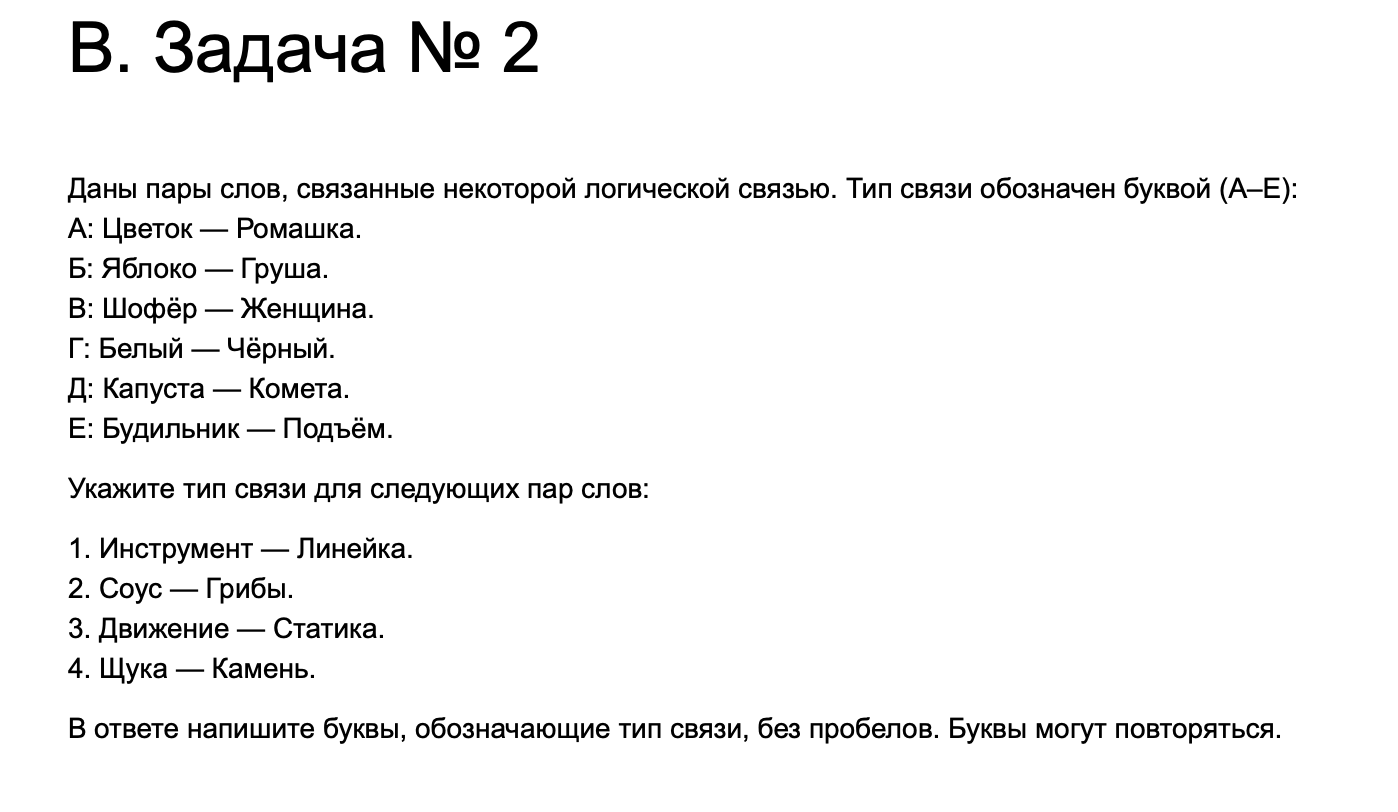 В. Задача № 2
Даны пары слов, связанные некоторой логической связью. Тип связи обозначен буквой (А–Е):
А: Цветок — Ромашка.
Б: Яблоко — Груша.
В: Шофёр — Женщина.
Г: Белый — Чёрный.
Д: Капуста — Комета.
Е: Будильник — Подъём.
Укажите тип связи для следующих пар слов:
1. Инструмент — Линейка.
2. Соус — Грибы.
3. Движение — Статика.
4. Щука — Камень.
В ответе напишите буквы, обозначающие тип связи, без пробелов. Буквы могут повторяться.